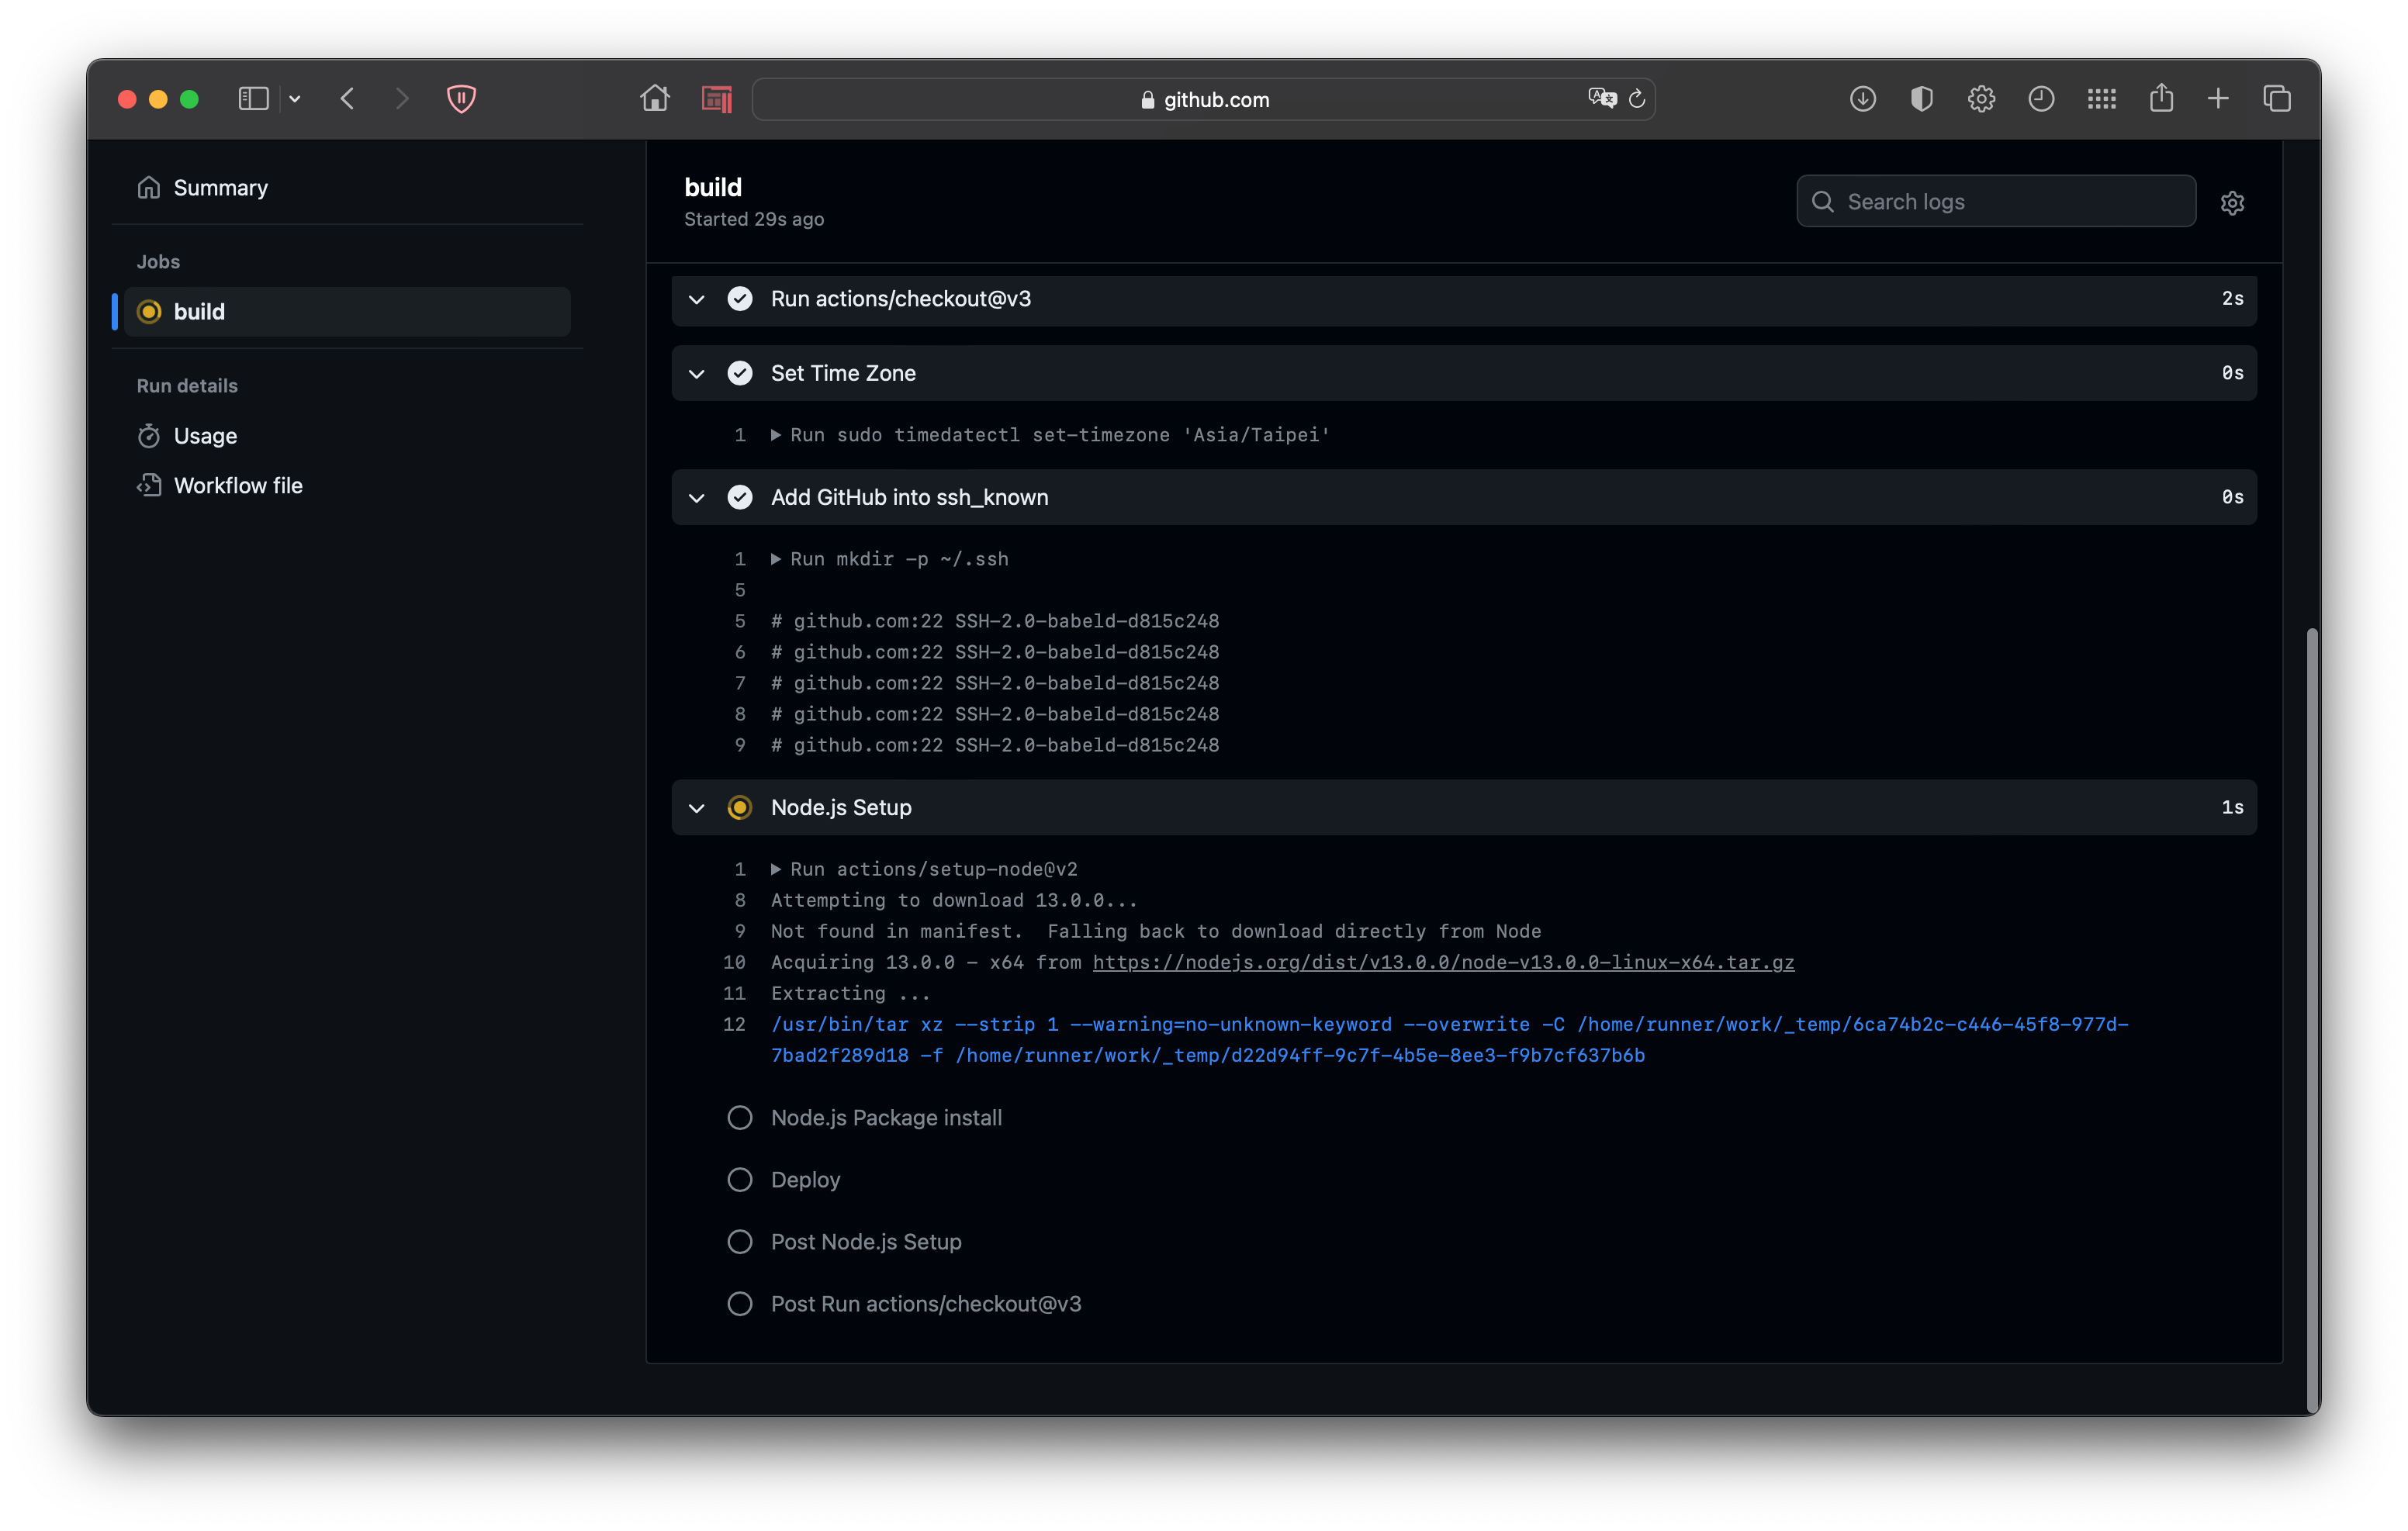 github.com
Summary
Jobs
build
Run details
Usage
Workflow file
build
Started 29s ago
Search logs
Run actions/checkout@v3 2s
Set Time Zone 0s
1 Run sudo timedatectl set-timezone 'Asia/Taipei'
Add GitHub into ssh_known 0s
1 Run mkdir -p ~/.ssh
5
5 # github.com:22 SSH-2.0-babeld-d815c248
6 # github.com:22 SSH-2.0-babeld-d815c248
7 # github.com:22 SSH-2.0-babeld-d815c248
8 # github.com:22 SSH-2.0-babeld-d815c248
9 # github.com:22 SSH-2.0-babeld-d815c248
Node.js Setup 1s
1 Run actions/setup-node@v2
8 Attempting to download 13.0.0...
9 Not found in manifest.  Falling back to download directly from Node
10 Acquiring 13.0.0 - x64 from https://nodejs.org/dist/v13.0.0/node-v13.0.0-linux-x64.tar.gz
11 Extracting ...
12 /usr/bin/tar xz --strip 1 --warning=no-unknown-keyword --overwrite -C /home/runner/work/_temp/6ca74b2c-c446-45f8-977d-
7bad2f289d18 -f /home/runner/work/_temp/d22d94ff-9c7f-4b5e-8ee3-f9b7cf637b6b
Node.js Package install
Deploy
Post Node.js Setup
Post Run actions/checkout@v3